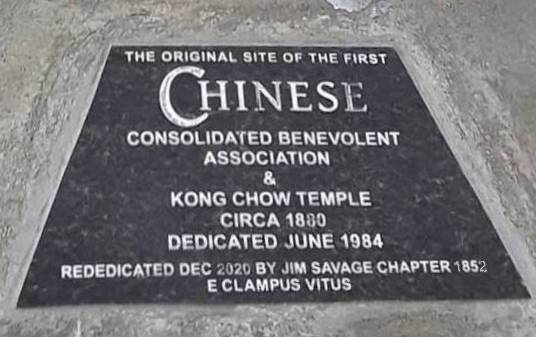 THE ORIGINAL SITE OF THE FIRST
CHINESE
CONSOLIDATED BENEVOLENT
ASSOCIATION
&
KONG CHOW TEMPLE
CIRCA 1880
DEDICATED JUNE 1984
REDEDICATED DEC 2020 BY JIM SAVAGE CHAPTER 1852
E CLAMPUS VITUS